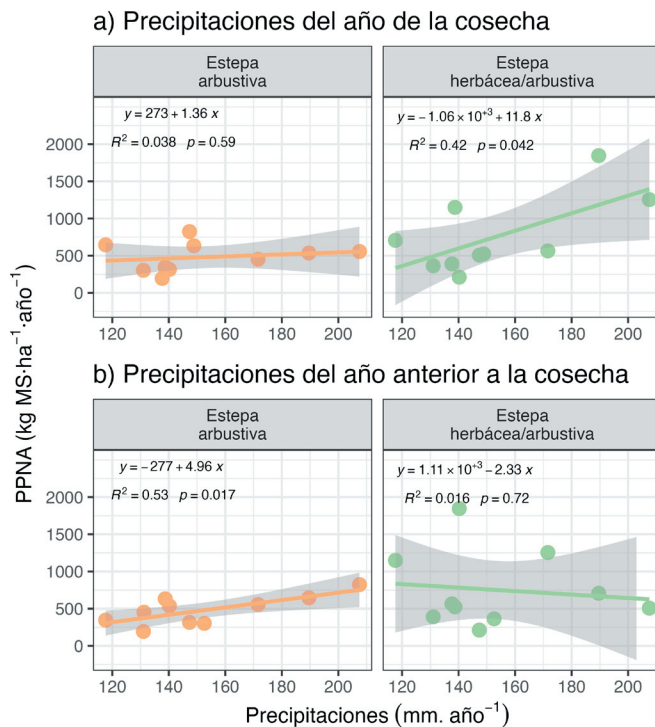 a) Precipitaciones del año de la cosecha
Estepa
arbustiva
Estepa
herbácea/arbustiva
y = 273 + 1.36 x
R² = 0.038 p = 0.59
y = − 1.06 × 10⁺³ + 11.8 x
R² = 0.42 p = 0.042
2000
1500
1000
500
0
120 140 160 180 200
120 140 160 180 200
b) Precipitaciones del año anterior a la cosecha
Estepa
arbustiva
Estepa
herbácea/arbustiva
y = − 277 + 4.96 x
R² = 0.53 p = 0.017
y = 1.11 × 10⁺³ − 2.33 x
R² = 0.016 p = 0.72
2000
1500
1000
500
0
120 140 160 180 200
120 140 160 180 200
PPNA (kg MS·ha⁻¹·año⁻¹)
Precipitaciones (mm. año⁻¹)